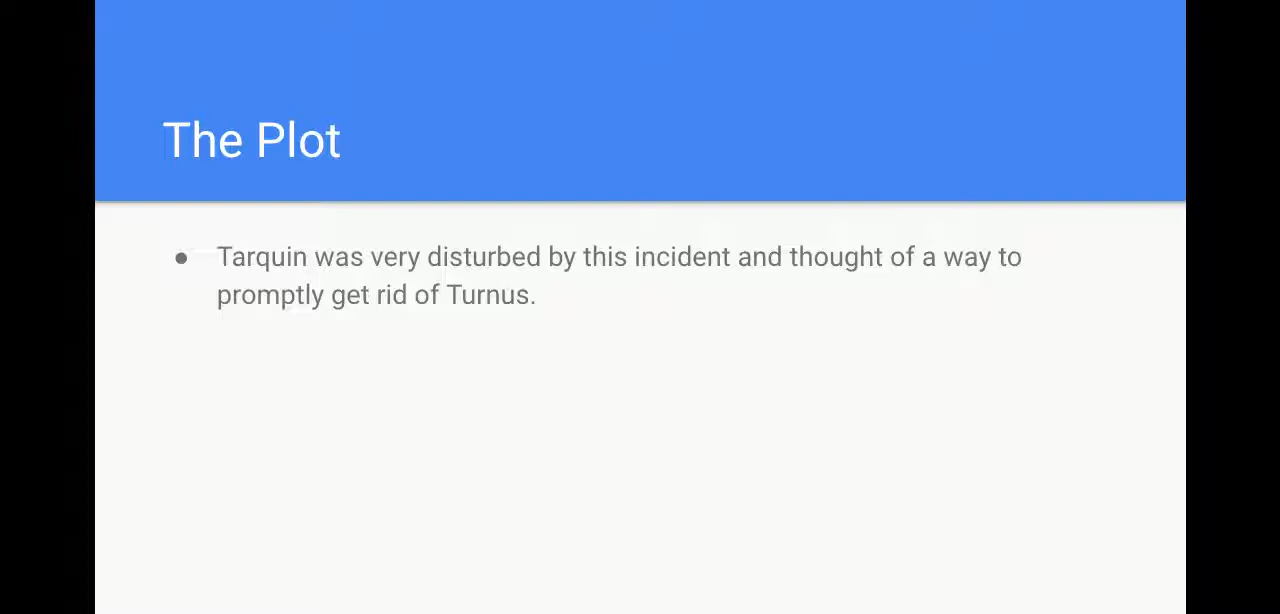 The Plot
● Tarquin was very disturbed by this incident and thought of a way to
promptly get rid of Turnus.